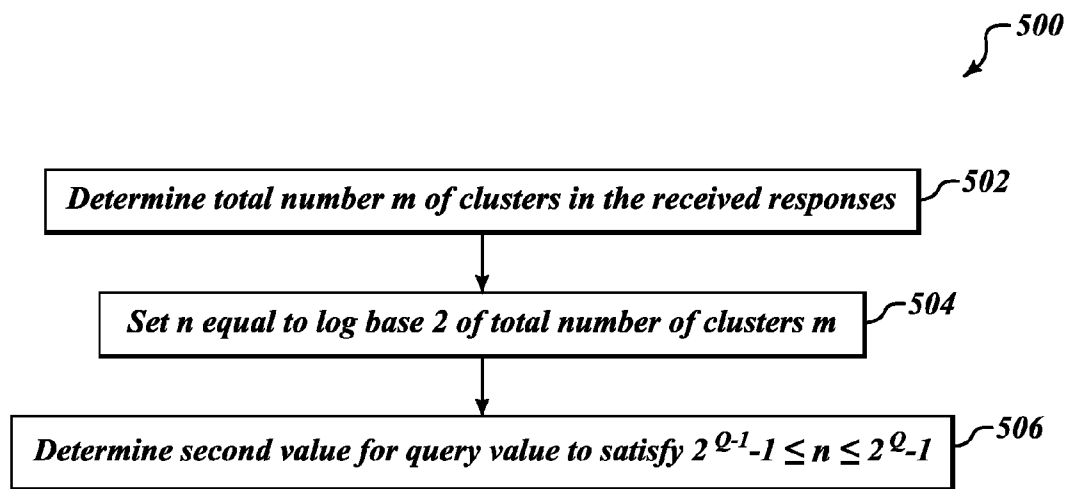 500
Determine total number m of clusters in the received responses
502
Set n equal to log base 2 of total number of clusters m
504
Determine second value for query value to satisfy 2^{Q-1}-1 ≤ n ≤ 2^{Q}-1
506